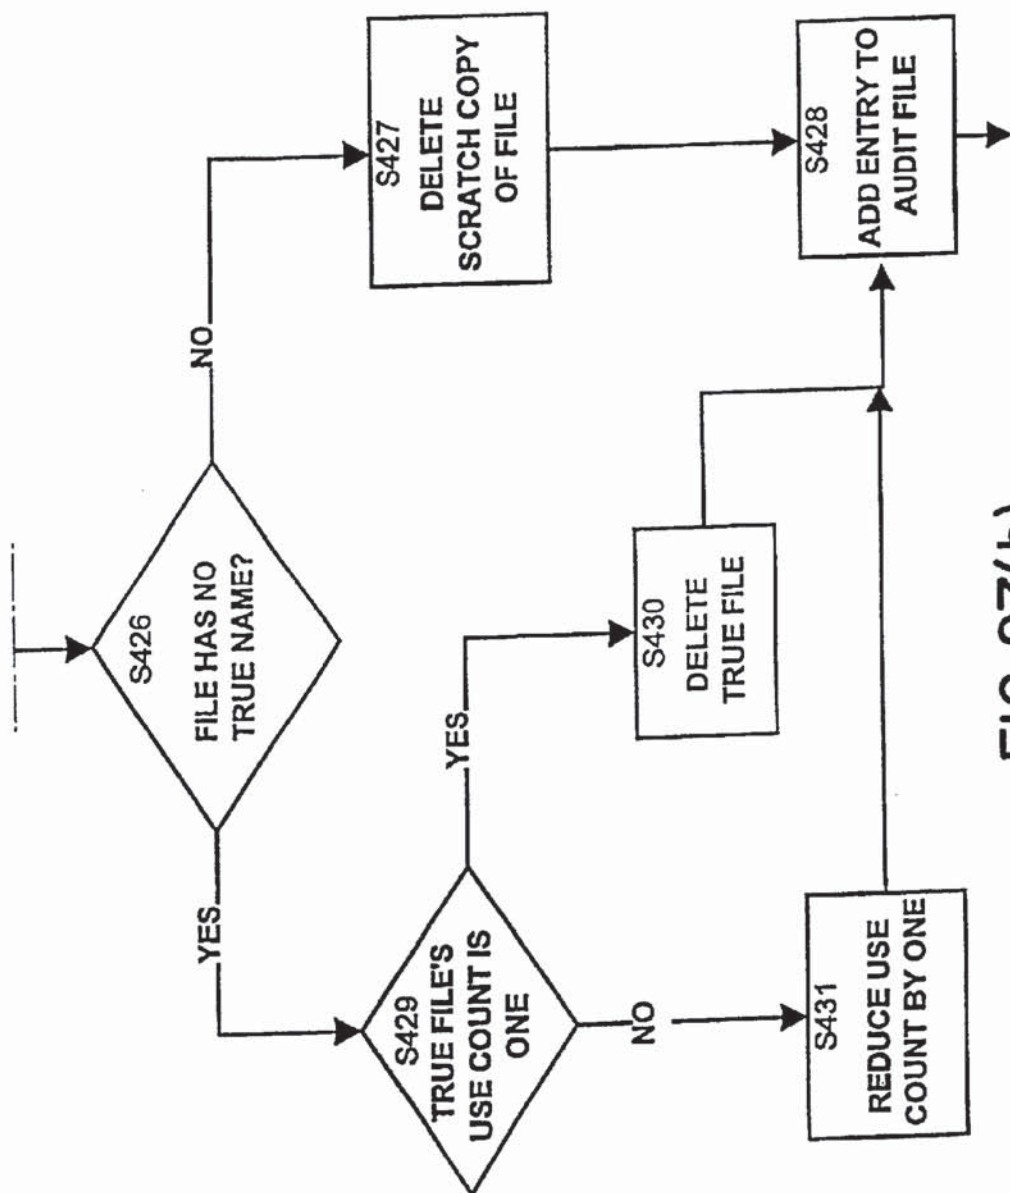 S426
FILE HAS NO
TRUE NAME?
YES
NO
S427
DELETE
SCRATCH COPY
OF FILE
S429
TRUE FILE'S
USE COUNT IS
ONE
YES
NO
S430
DELETE
TRUE FILE
S431
REDUCE USE
COUNT BY ONE
S428
ADD ENTRY TO
AUDIT FILE